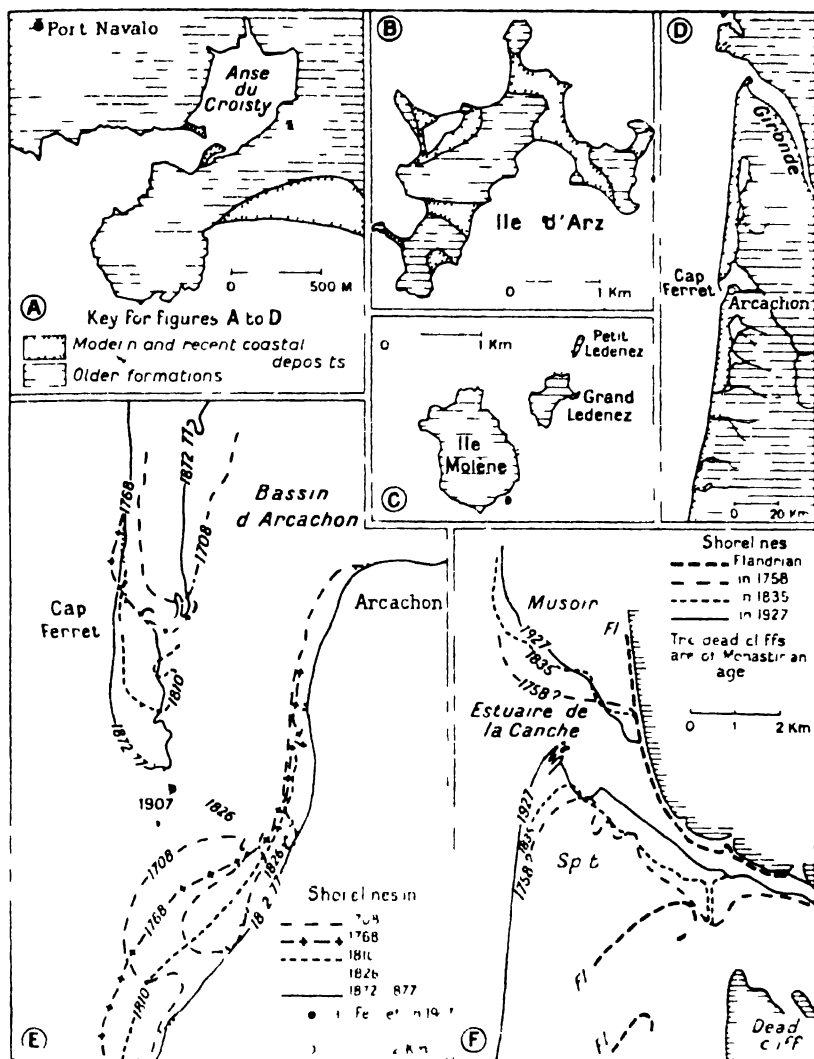 Port Navalo
Anse
du
Croisty
0 500 M
A
Key for figures A to D
Modern and recent coastal
deposits
Older formations
B
Ile d'Arz
0 1 Km
0 1
Km
Petit
Ledenez
Grand
Ledenez
Ile
Molène
C
D
Gironde
Cap
Ferret
Arcachon
0 20 Km
1768
1872 77
1708
Bassin
d Arcachon
Cap
Ferret
Arcachon
1810
1872 77
1907
1826
1708
1768
1826
1810
Shorelines in
1768
1826
E
Shorelines
Flandrian
in 1758
in 1835
in 1927
The dead cliffs
are of Monastirian
age
0 1 2 Km
Musoir
Fl
1927
1835
1758?
Estuaire de
la Canche
1927
1835
1758?
Fl
Fl
Dead
cliff
F